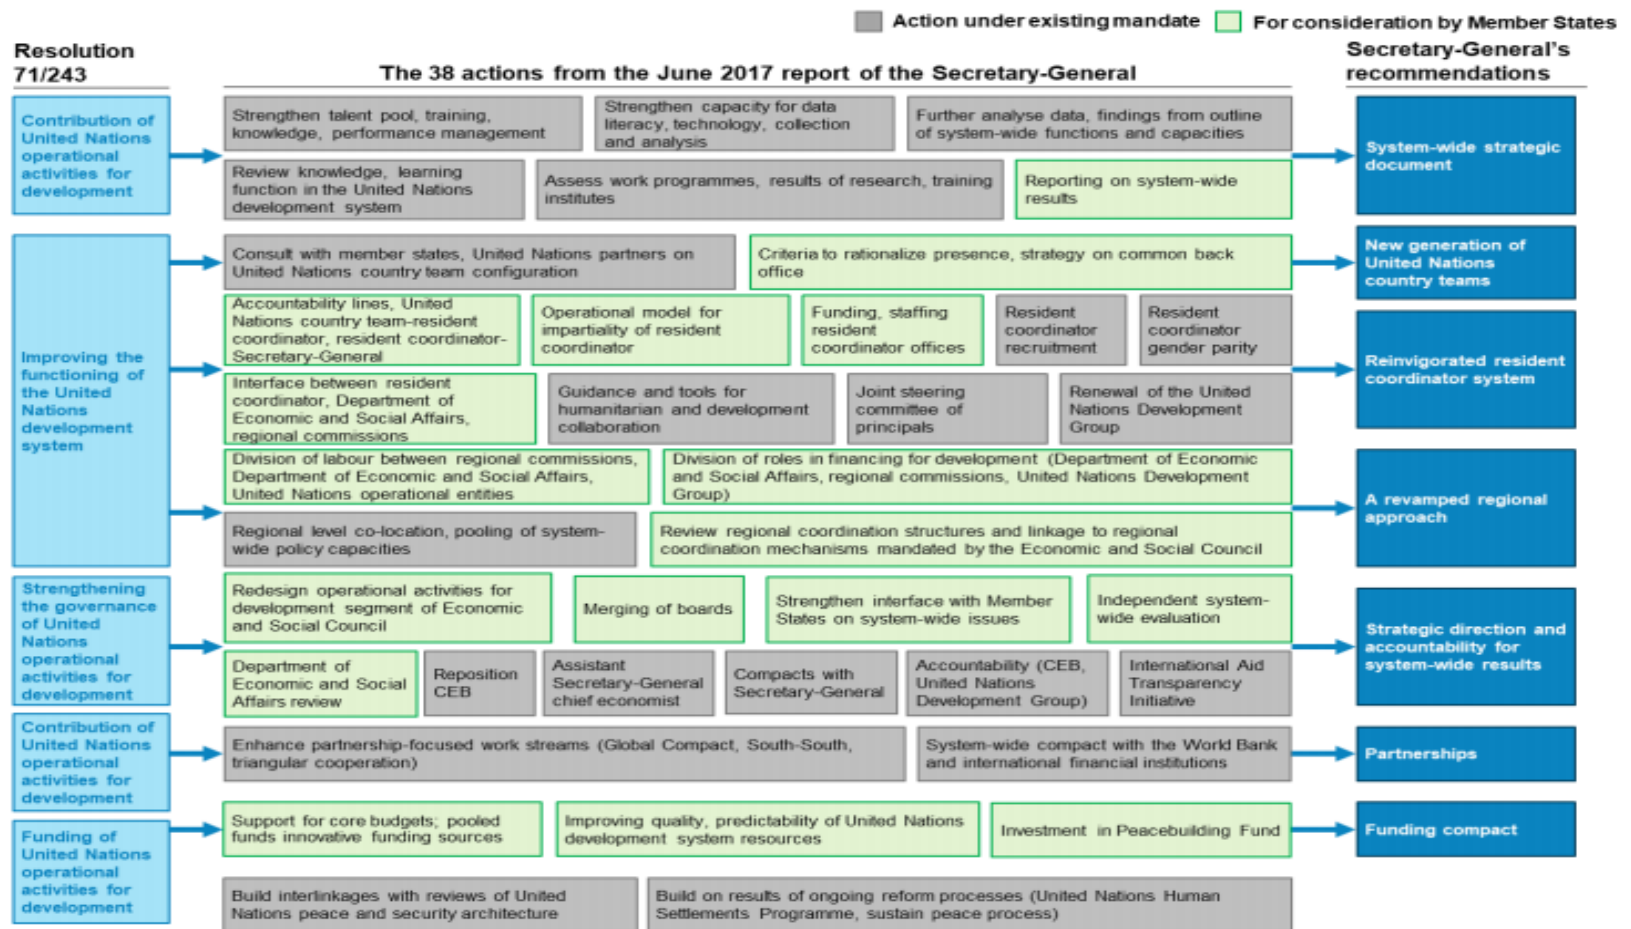 Action under existing mandate
For consideration by Member States
Resolution
71/243
The 38 actions from the June 2017 report of the Secretary-General
Secretary-General's
recommendations
Contribution of
United Nations
operational
activities for
development
Strengthen talent pool, training,
knowledge, performance management
Strengthen capacity for data
literacy, technology, collection
and analysis
Further analyse data, findings from outline
of system-wide functions and capacities
Review knowledge, learning
function in the United Nations
development system
Assess work programmes, results of research, training
institutes
Reporting on system-wide
results
System-wide strategic
document
Improving the
functioning of
the United
Nations
development
system
Consult with member states, United Nations partners on
United Nations country team configuration
Criteria to rationalize presence, strategy on common back
office
New generation of
United Nations
country teams
Accountability lines, United
Nations country team-resident
coordinator, resident coordinator-
Secretary-General
Operational model for
impartiality of resident
coordinator
Funding, staffing
resident
coordinator offices
Resident
coordinator
recruitment
Resident
coordinator
gender parity
Interface between resident
coordinator, Department of
Economic and Social Affairs,
regional commissions
Guidance and tools for
humanitarian and development
collaboration
Joint steering
committee of
principals
Renewal of the United
Nations Development
Group
Reinvigorated resident
coordinator system
Division of labour between regional commissions,
Department of Economic and Social Affairs,
United Nations operational entities
Division of roles in financing for development (Department of Economic
and Social Affairs, regional commissions, United Nations Development
Group)
Regional level co-location, pooling of system-
wide policy capacities
Review regional coordination structures and linkage to regional
coordination mechanisms mandated by the Economic and Social Council
A revamped regional
approach
Strengthening
the governance
of United
Nations
operational
activities for
development
Redesign operational activities for
development segment of Economic
and Social Council
Merging of boards
Strengthen interface with Member
States on system-wide issues
Independent system-
wide evaluation
Department of
Economic and Social
Affairs review
Reposition
CEB
Assistant
Secretary-General
chief economist
Compacts with
Secretary-General
Accountability (CEB,
United Nations
Development Group)
International Aid
Transparency
Initiative
Strategic direction and
accountability for
system-wide results
Contribution of
United Nations
operational
activities for
development
Enhance partnership-focused work streams (Global Compact, South-South,
triangular cooperation)
System-wide compact with the World Bank
and international financial institutions
Partnerships
Funding of
United Nations
operational
activities for
development
Support for core budgets; pooled
funds innovative funding sources
Improving quality, predictability of United Nations
development system resources
Investment in Peacebuilding Fund
Funding compact
Build interlinkages with reviews of United
Nations peace and security architecture
Build on results of ongoing reform processes (United Nations Human
Settlements Programme, sustain peace process)